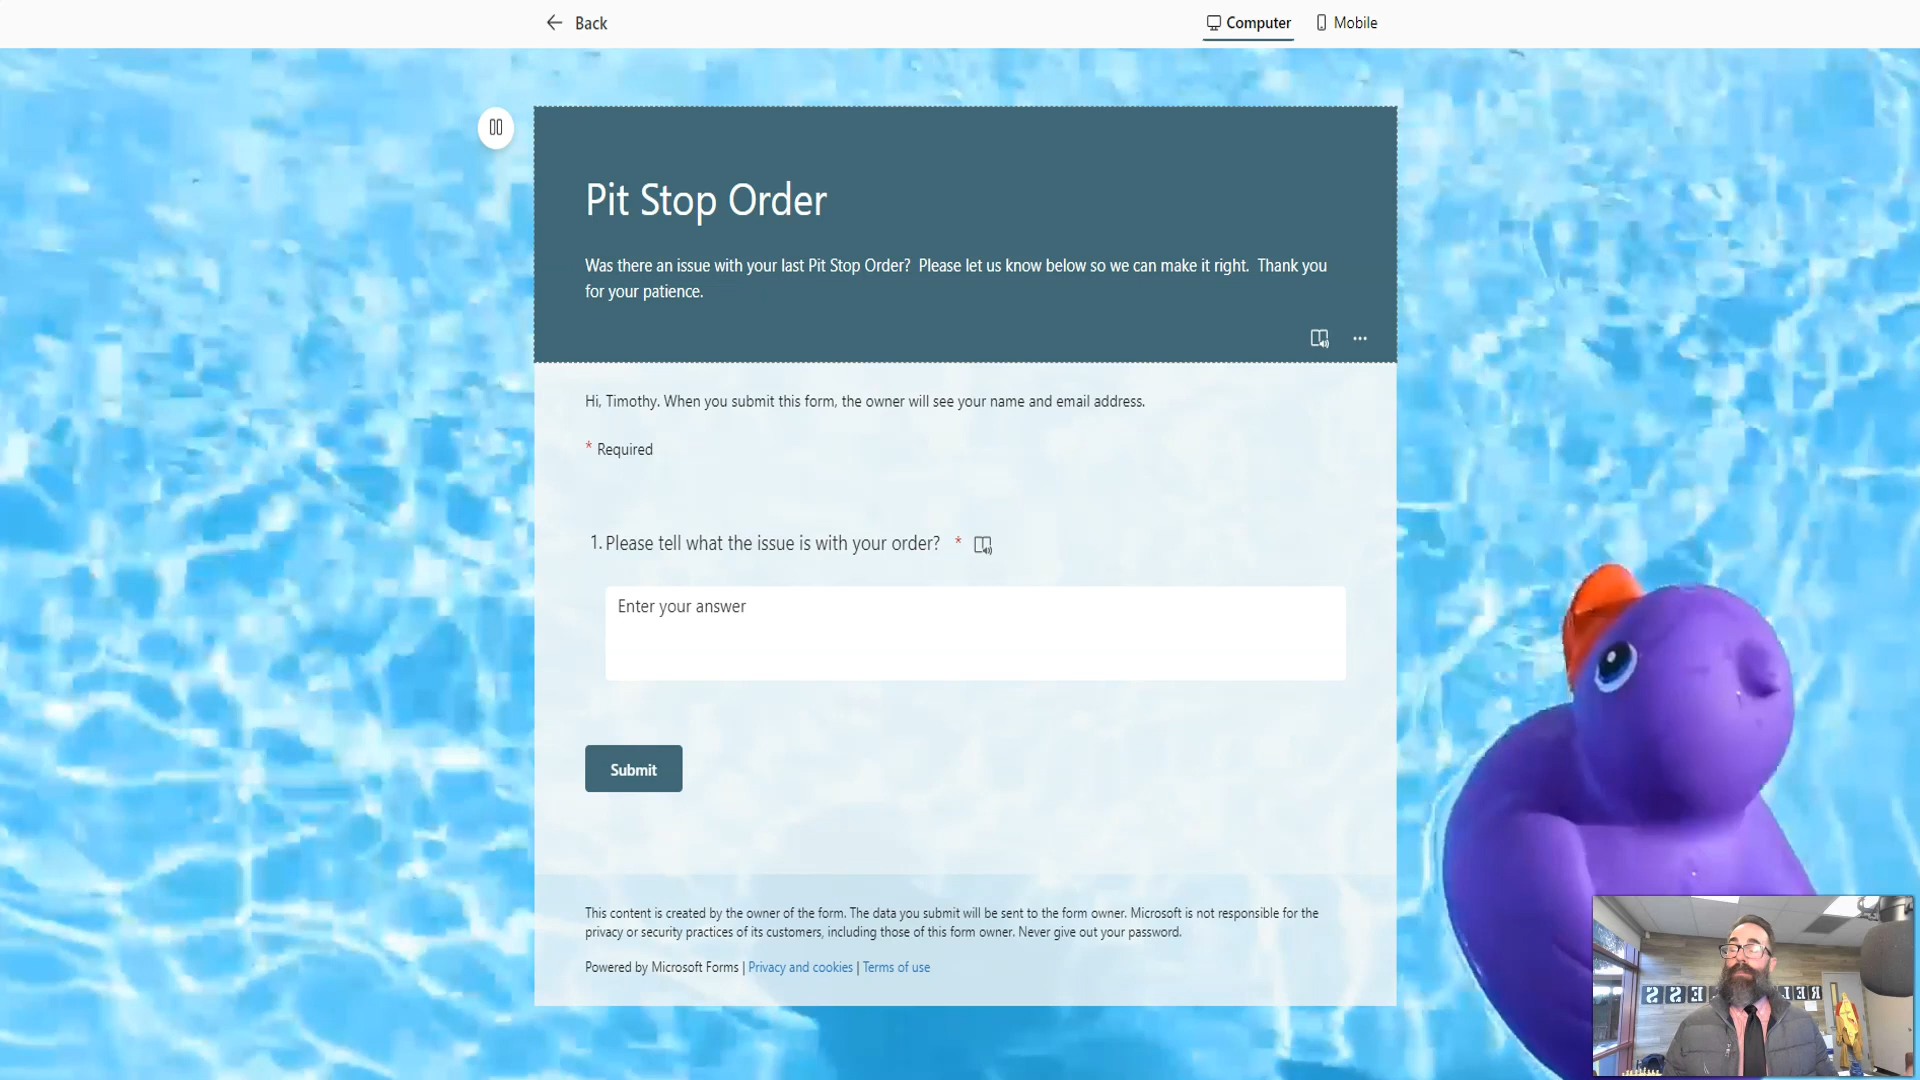 Back
Computer
Mobile
Pit Stop Order
Was there an issue with your last Pit Stop Order?  Please let us know below so we can make it right.  Thank you
for your patience.
Hi, Timothy. When you submit this form, the owner will see your name and email address.
* Required
1. Please tell what the issue is with your order? *
Enter your answer
Submit
This content is created by the owner of the form. The data you submit will be sent to the form owner. Microsoft is not responsible for the
privacy or security practices of its customers, including those of this form owner. Never give out your password.
Powered by Microsoft Forms | Privacy and cookies | Terms of use